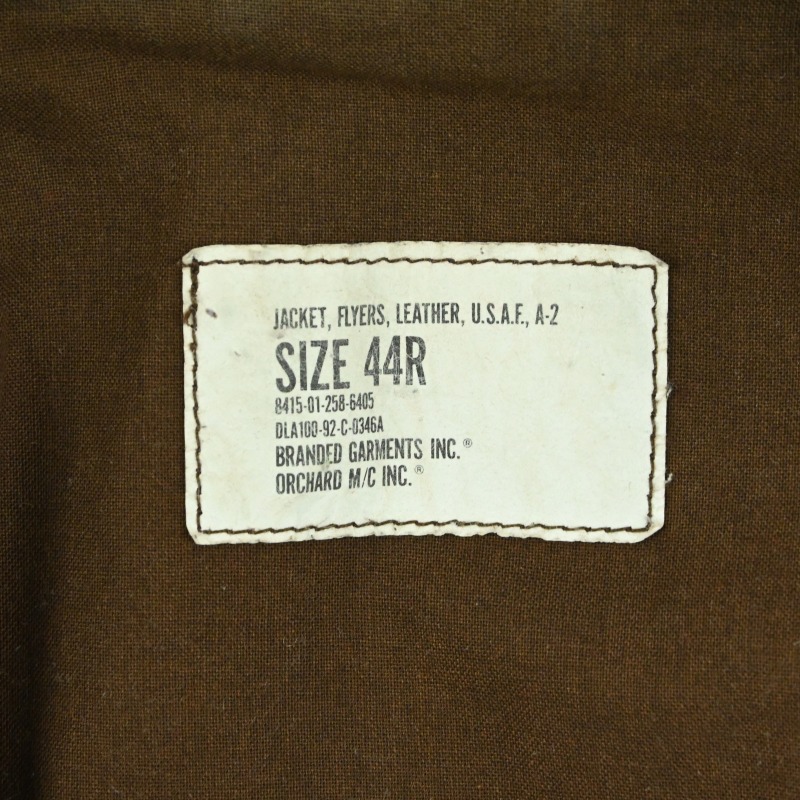 JACKET, FLYERS, LEATHER, U.S.A.F., A-2
SIZE 44R
8415-01-258-6405
DLA100-92-C-0346A
BRANDED GARMENTS INC.®
ORCHARD M/C INC.®